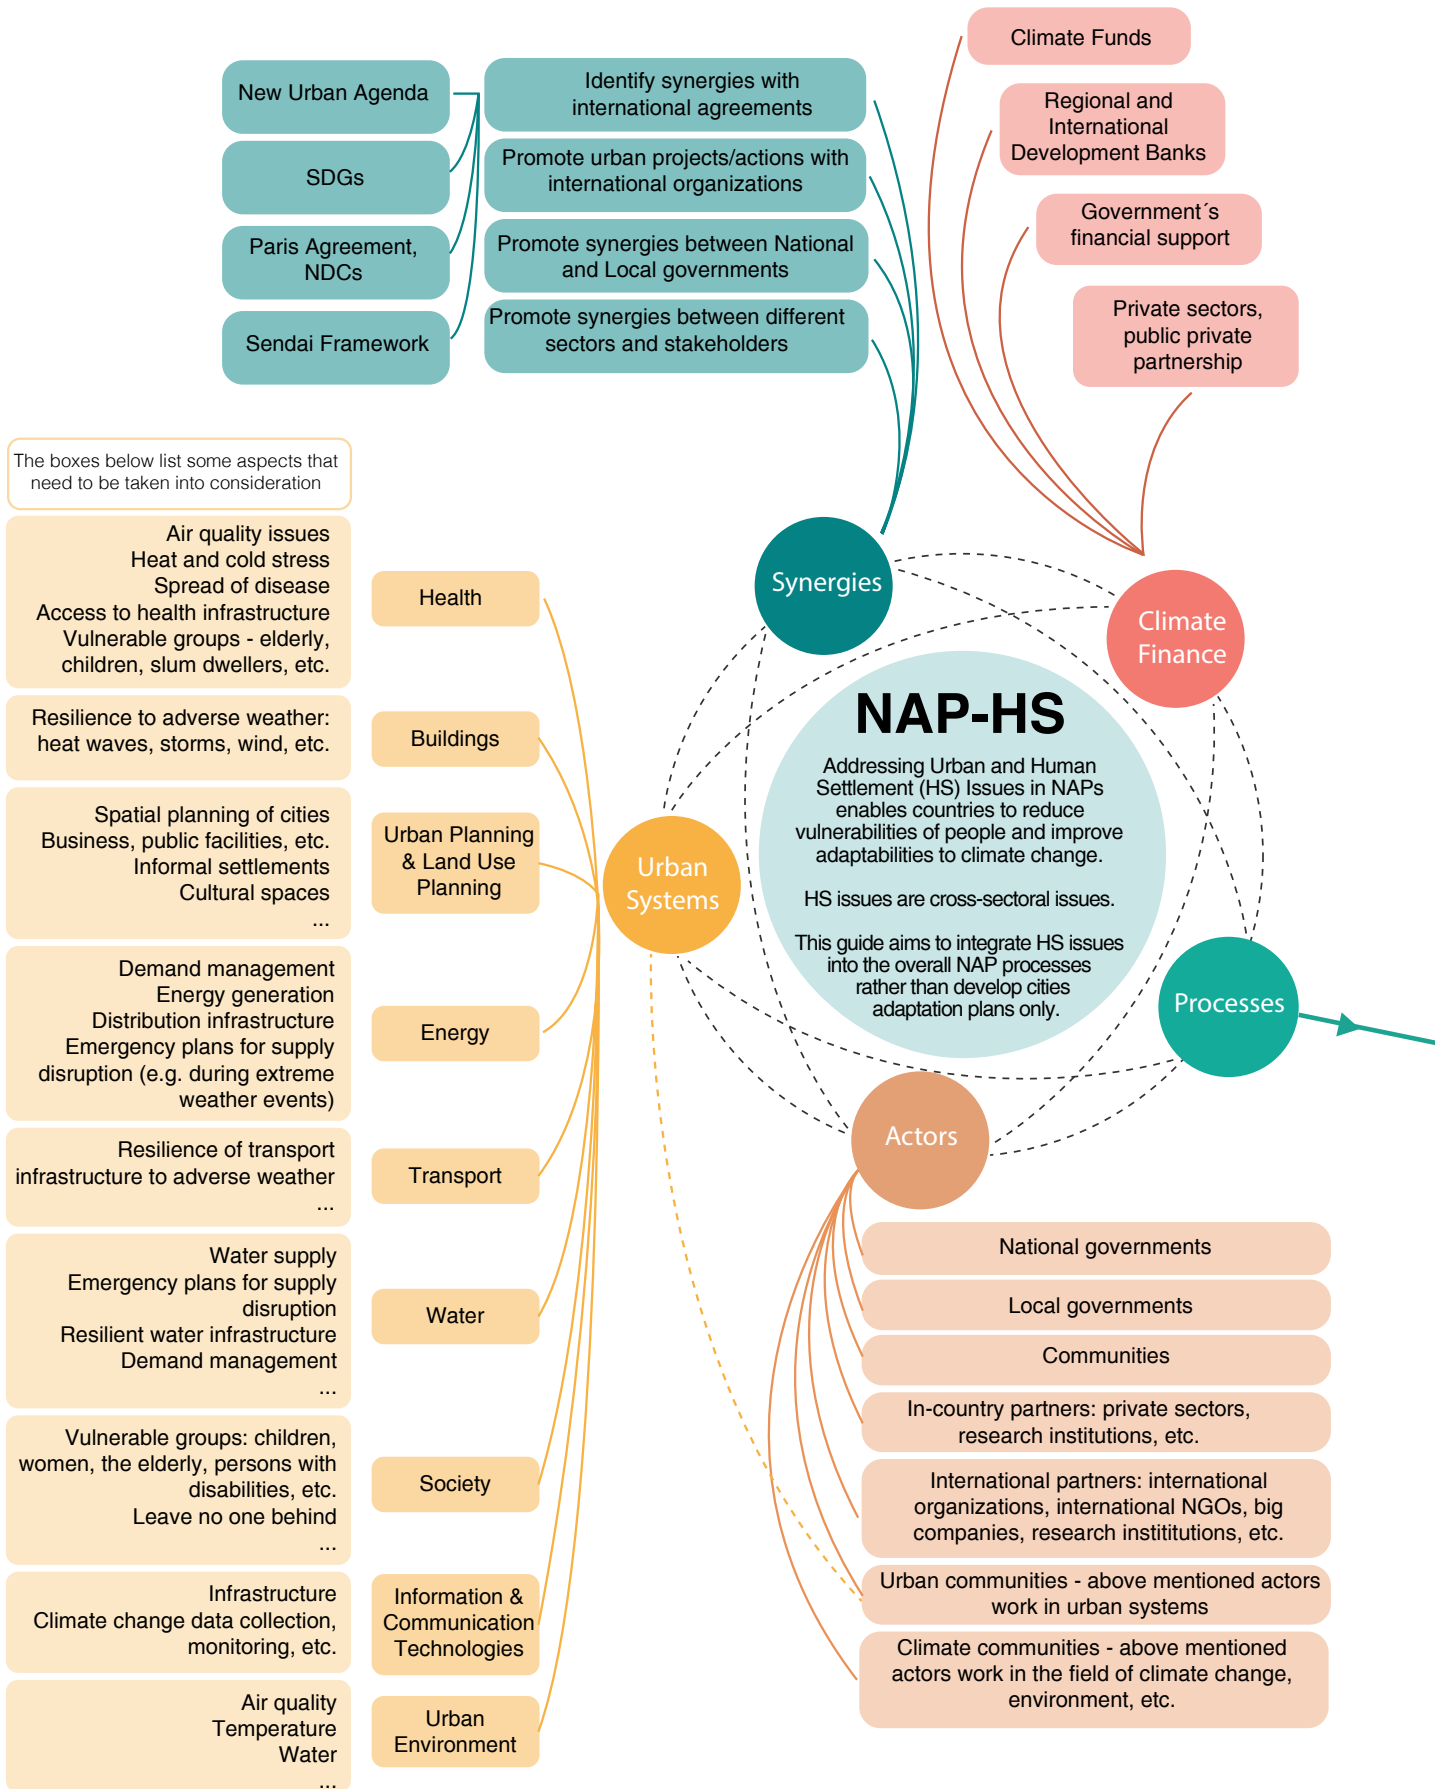 Climate Funds
Regional and
International
Development Banks
Government´s
financial support
Private sectors,
public private
partnership
New Urban Agenda
SDGs
Paris Agreement,
NDCs
Sendai Framework
Identify synergies with
international agreements
Promote urban projects/actions with
international organizations
Promote synergies between National
and Local governments
Promote synergies between different
sectors and stakeholders
The boxes below list some aspects that
need to be taken into consideration
Air quality issues
Heat and cold stress
Spread of disease
Access to health infrastructure
Vulnerable groups - elderly,
children, slum dwellers, etc.
Health
Resilience to adverse weather:
heat waves, storms, wind, etc.
Buildings
Spatial planning of cities
Business, public facilities, etc.
Informal settlements
Cultural spaces
...
Urban Planning
& Land Use
Planning
Demand management
Energy generation
Distribution infrastructure
Emergency plans for supply
disruption (e.g. during extreme
weather events)
Energy
Resilience of transport
infrastructure to adverse weather
...
Transport
Water supply
Emergency plans for supply
disruption
Resilient water infrastructure
Demand management
...
Water
Vulnerable groups: children,
women, the elderly, persons with
disabilities, etc.
Leave no one behind
...
Society
Infrastructure
Climate change data collection,
monitoring, etc.
Information &
Communication
Technologies
Air quality
Temperature
Water
...
Urban
Environment
Synergies
Climate
Finance
Urban
Systems
Processes
Actors
NAP-HS
Addressing Urban and Human
Settlement (HS) Issues in NAPs
enables countries to reduce
vulnerabilities of people and improve
adaptabilities to climate change.
HS issues are cross-sectoral issues.
This guide aims to integrate HS issues
into the overall NAP processes
rather than develop cities
adaptation plans only.
National governments
Local governments
Communities
In-country partners: private sectors,
research institutions, etc.
International partners: international
organizations, international NGOs, big
companies, research instititutions, etc.
Urban communities - above mentioned actors
work in urban systems
Climate communities - above mentioned
actors work in the field of climate change,
environment, etc.